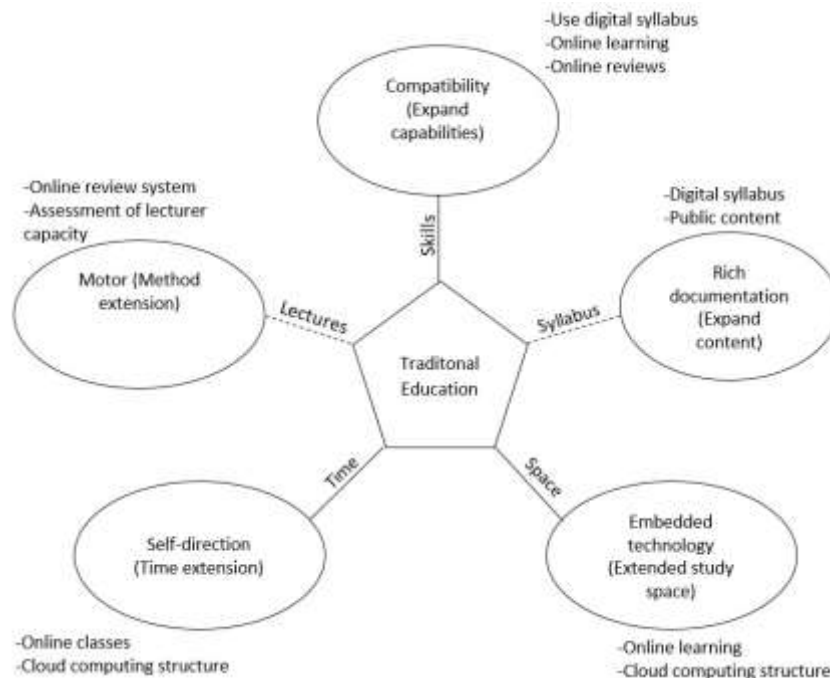 -Use digital syllabus
-Online learning
-Online reviews
Compatibility
(Expand
capabilities)
Skills
-Online review system
-Assessment of lecturer
capacity
Motor (Method
extension)
Lectures
-Digital syllabus
-Public content
Rich
documentation
(Expand
content)
Syllabus
Traditonal
Education
Time
Self-direction
(Time extension)
-Online classes
-Cloud computing structure
Space
Embedded
technology
(Extended study
space)
-Online learning
-Cloud computing structure